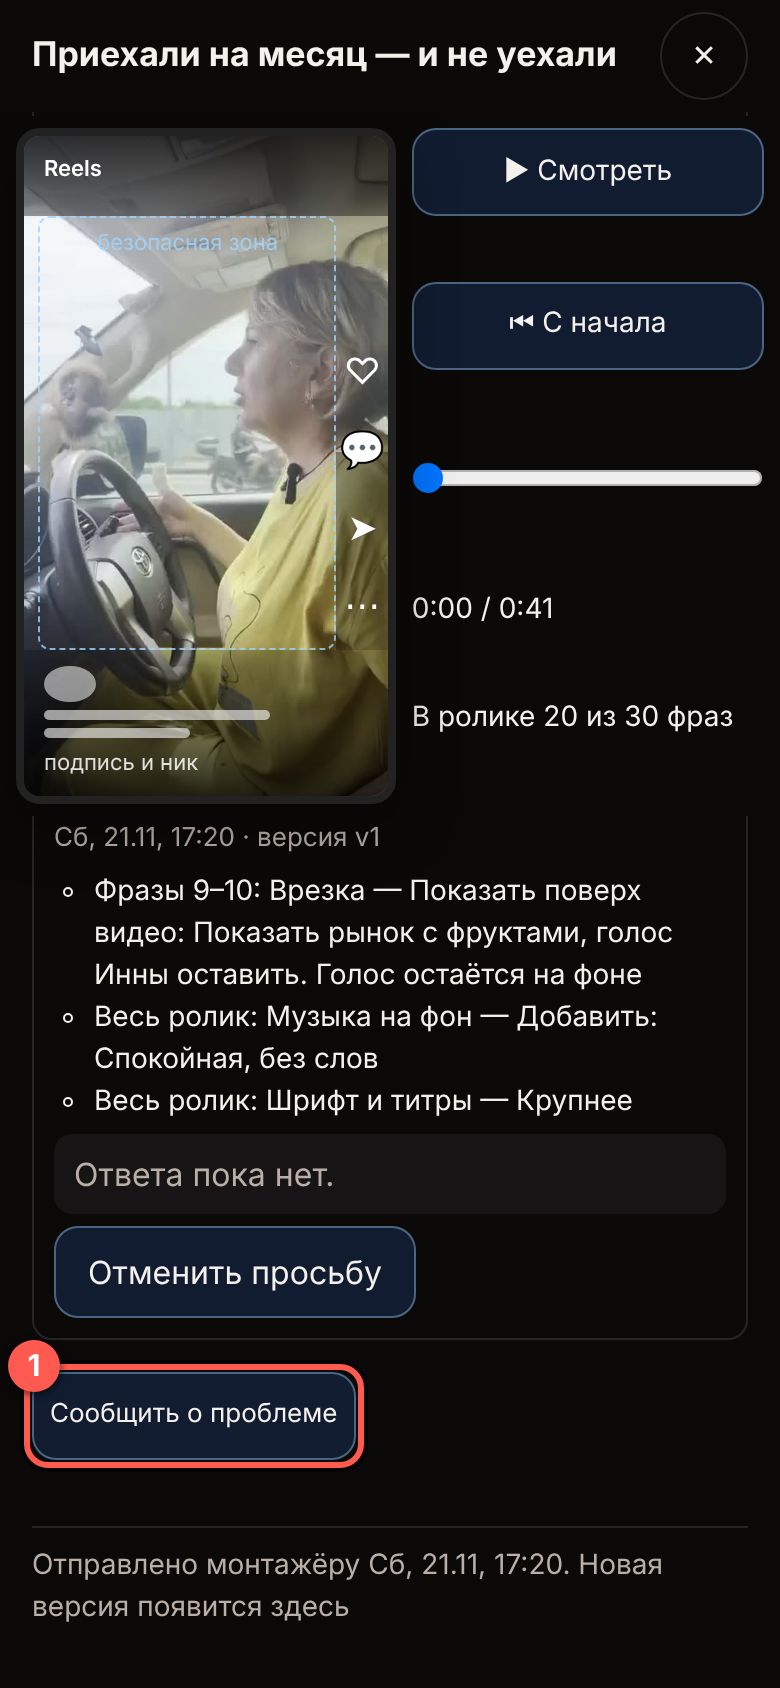 Приехали на месяц — и не уехали
✕
Reels
безопасная зона
подпись и ник
▶ Смотреть
⏮ С начала
0:00 / 0:41
В ролике 20 из 30 фраз
Сб, 21.11, 17:20 · версия v1
Фразы 9–10: Врезка — Показать поверх
видео: Показать рынок с фруктами, голос
Инны оставить. Голос остаётся на фоне
Весь ролик: Музыка на фон — Добавить:
Спокойная, без слов
Весь ролик: Шрифт и титры — Крупнее
Ответа пока нет.
Отменить просьбу
1
Сообщить о проблеме
Отправлено монтажёру Сб, 21.11, 17:20. Новая
версия появится здесь